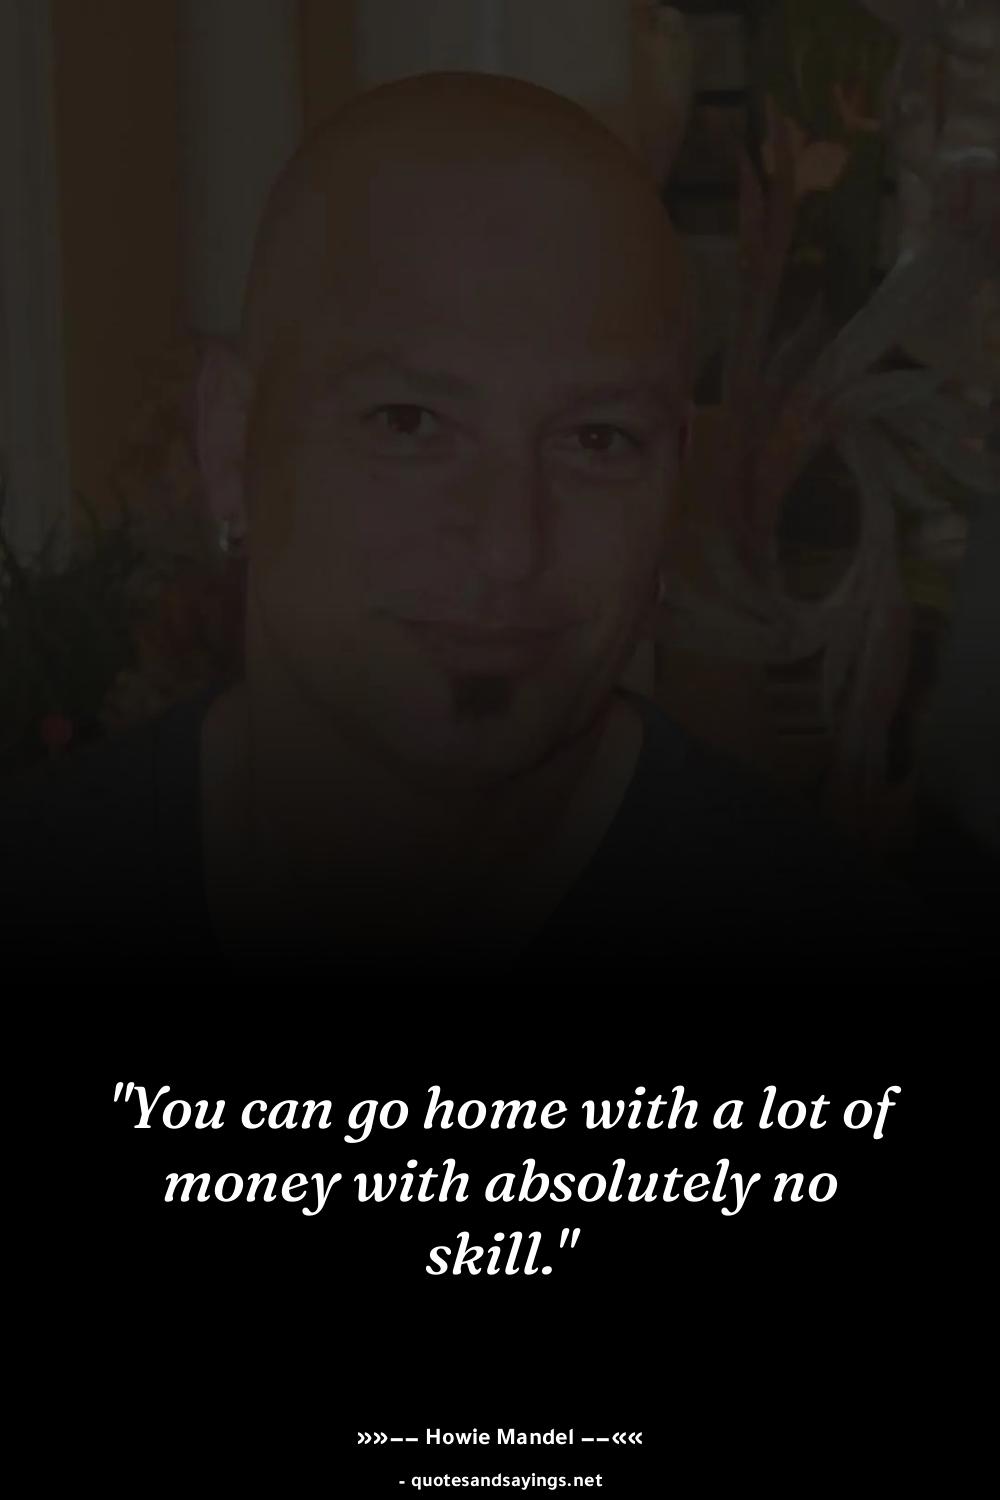 "You can go home with a lot of
money with absolutely no
skill."
»»−− Howie Mandel −−««
- quotesandsayings.net